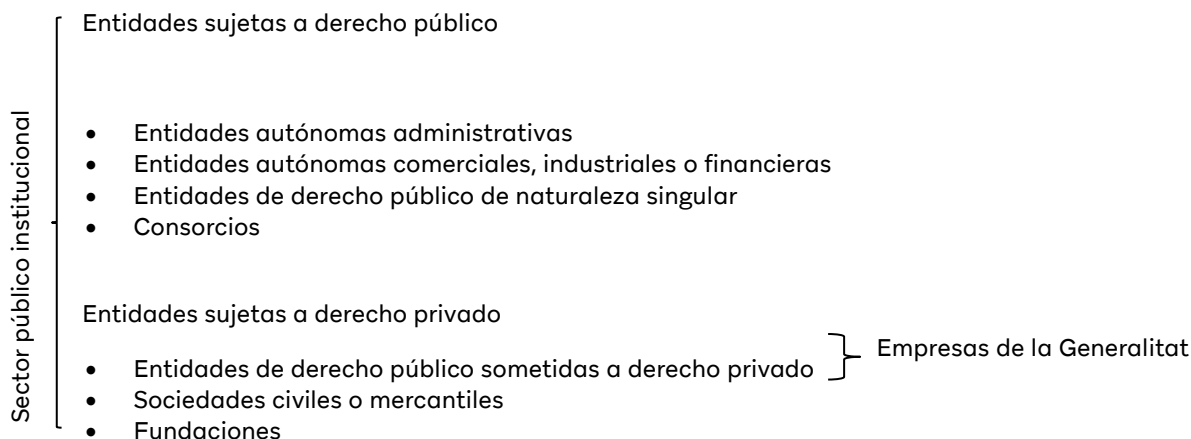 Sector público institucional
Entidades sujetas a derecho público
• Entidades autónomas administrativas
• Entidades autónomas comerciales, industriales o financieras
• Entidades de derecho público de naturaleza singular
• Consorcios
Entidades sujetas a derecho privado
• Entidades de derecho público sometidas a derecho privado
Empresas de la Generalitat
• Sociedades civiles o mercantiles
• Fundaciones